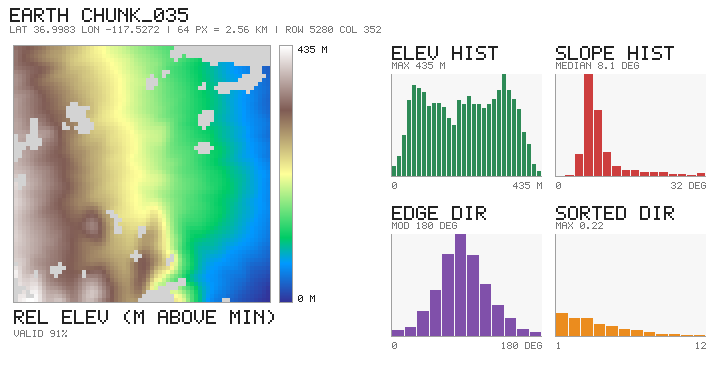 EARTH CHUNK_035
LAT 36.9983 LON -117.5272 | 64 PX = 2.56 KM | ROW 5280 COL 352
435 M
0 M
REL ELEV (M ABOVE MIN)
VALID 91%
ELEV HIST
MAX 435 M
0 435 M
SLOPE HIST
MEDIAN 8.1 DEG
0 32 DEG
EDGE DIR
MOD 180 DEG
0 180 DEG
SORTED DIR
MAX 0.22
1 12